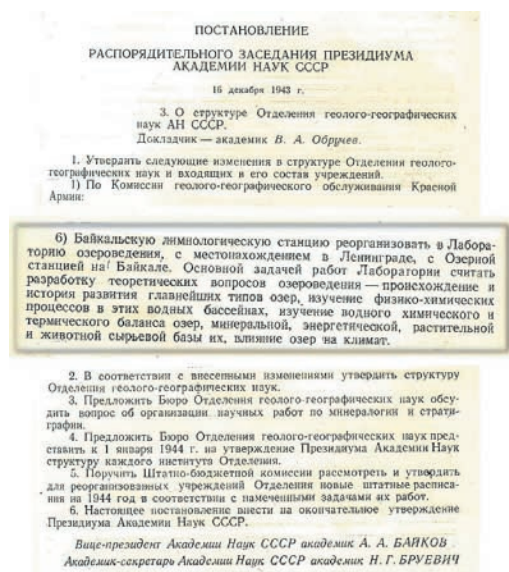 ПОСТАНОВЛЕНИЕ
РАСПОРЯДИТЕЛЬНОГО ЗАСЕДАНИЯ ПРЕЗИДИУМА
АКАДЕМИИ НАУК СССР
16 декабря 1943 г.
3. О структуре Отделения геолого-географических
наук АН СССР.
Докладчик — академик В. А. Обручев.
1. Утвердить следующие изменения в структуре Отделения геолого-
географических наук и входящих в его состав учреждений.
1) По Комиссии геолого-географического обслуживания Красной
Армии:
6) Байкальскую лимнологическую станцию реорганизовать в Лабора-
торию озероведения, с местонахождением в Ленинграде, с Озерной
станцией на Байкале. Основной задачей работ Лаборатории считать
разработку теоретических вопросов озероведения — происхождение и
история развития главнейших типов озер, изучение физико-химических
процессов в этих водных бассейнах, изучение водного химического и
термического баланса озер, минеральной, энергетической, растительной
и животной сырьевой базы их, влияние озер на климат.
2. В соответствии с внесенными изменениями утвердить структуру
Отделения геолого-географических наук.
3. Предложить Бюро Отделения геолого-географических наук обсу-
дить вопрос об организации научных работ по минералогии и страти-
графии.
4. Предложить Бюро Отделения геолого-географических наук пред-
ставить к 1 января 1944 г. на утверждение Президиума Академии Наук
структуру каждого института Отделения.
5. Поручить Штатно-бюджетной комиссии рассмотреть и утвердить
для реорганизованных учреждений Отделения новые штатные расписа-
ния на 1944 год в соответствии с намеченными задачами их работ.
6. Настоящее постановление внести на окончательное утверждение
Президиума Академии Наук СССР.
Вице-президент Академии Наук СССР академик А. А. БАЙКОВ
Академик-секретарь Академии Наук СССР академик Н. Г. БРУЕВИЧ